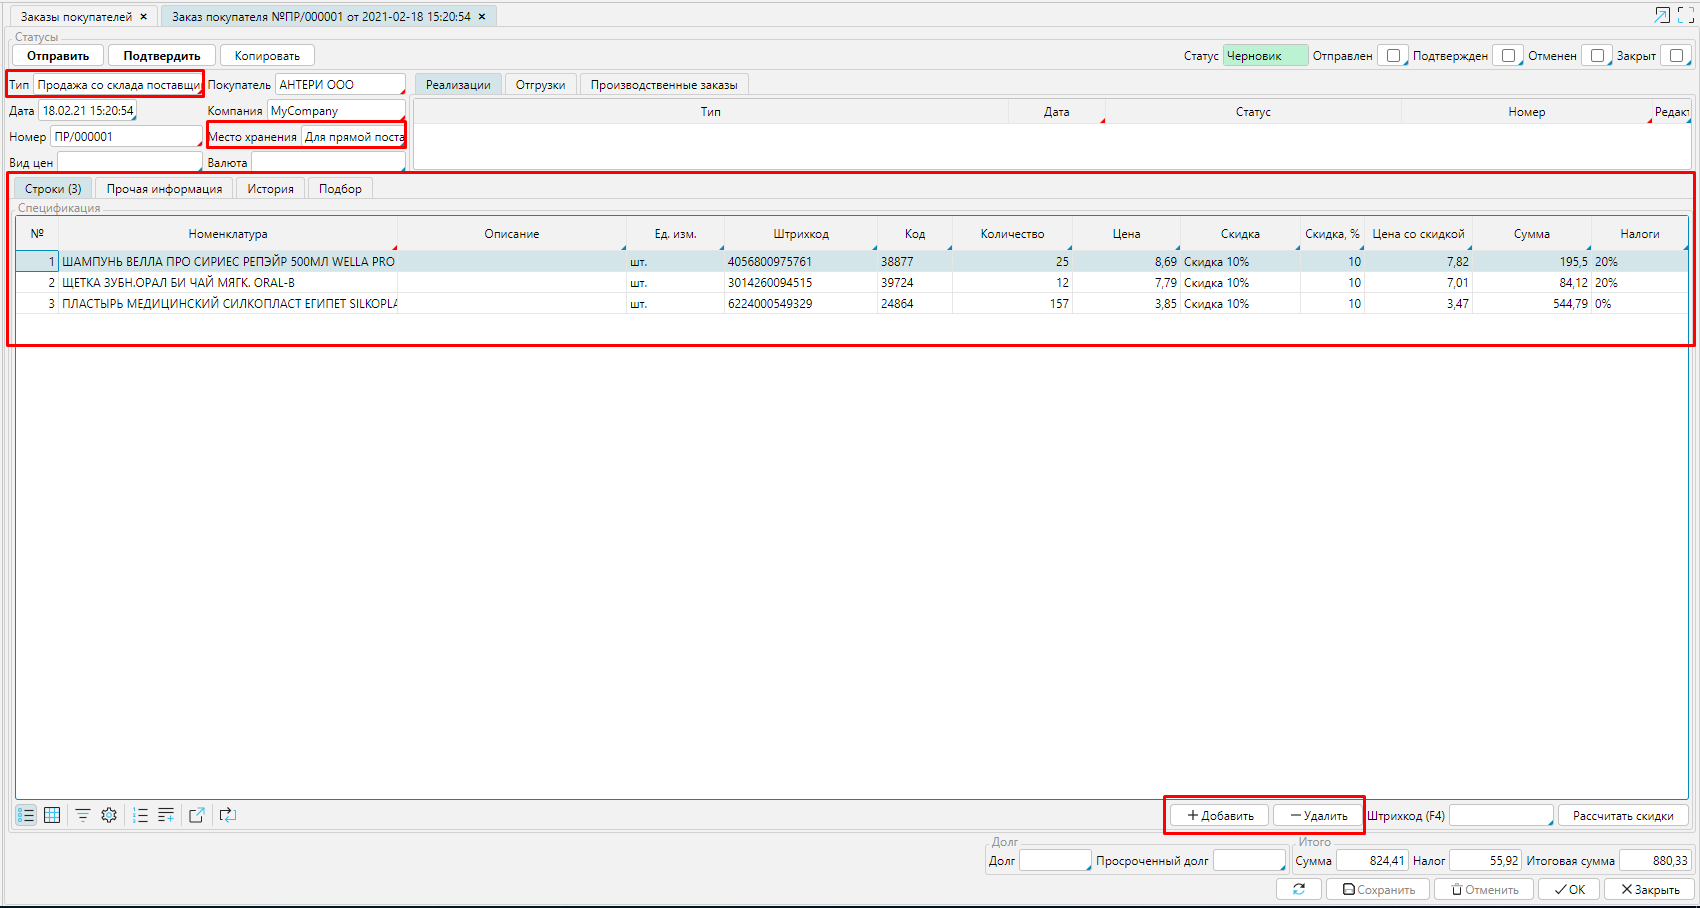 Заказы покупателей × Заказ покупателя №ПР/000001 от 2021-02-18 15:20:54 ×
Статусы
Отправить Подтвердить Копировать Статус Черновик Отправлен Подтвержден Отменен Закрыт
Тип Продажа со склада поставщи Покупатель АНТЕРИ ООО Реализации Отгрузки Производственные заказы
Дата 18.02.21 15:20:54 Компания MyCompany Тип Дата Статус Номер Редакт
Номер ПР/000001 Место хранения Для прямой поста
Вид цен Валюта
Строки (3) Прочая информация История Подбор
Спецификация
№ Номенклатура Описание Ед. изм. Штрихкод Код Количество Цена Скидка Скидка, % Цена со скидкой Сумма Налоги
1 ШАМПУНЬ ВЕЛЛА ПРО СИРИЕС РЕПЭЙР 500МЛ WELLA PRO шт. 4056800975761 38877 25 8,69 Скидка 10% 10 7,82 195,5 20%
2 ЩЕТКА ЗУБН.ОРАЛ БИ ЧАЙ МЯГК. ORAL-B шт. 3014260094515 39724 12 7,79 Скидка 10% 10 7,01 84,12 20%
3 ПЛАСТЫРЬ МЕДИЦИНСКИЙ СИЛКОПЛАСТ ЕГИПЕТ SILKOPLA шт. 6224000549329 24864 157 3,85 Скидка 10% 10 3,47 544,79 0%
+ Добавить − Удалить Штрихкод (F4) Рассчитать скидки
Долг Итого
Долг Просроченный долг Сумма 824,41 Налог 55,92 Итоговая сумма 880,33
Сохранить Отменить OK Закрыть